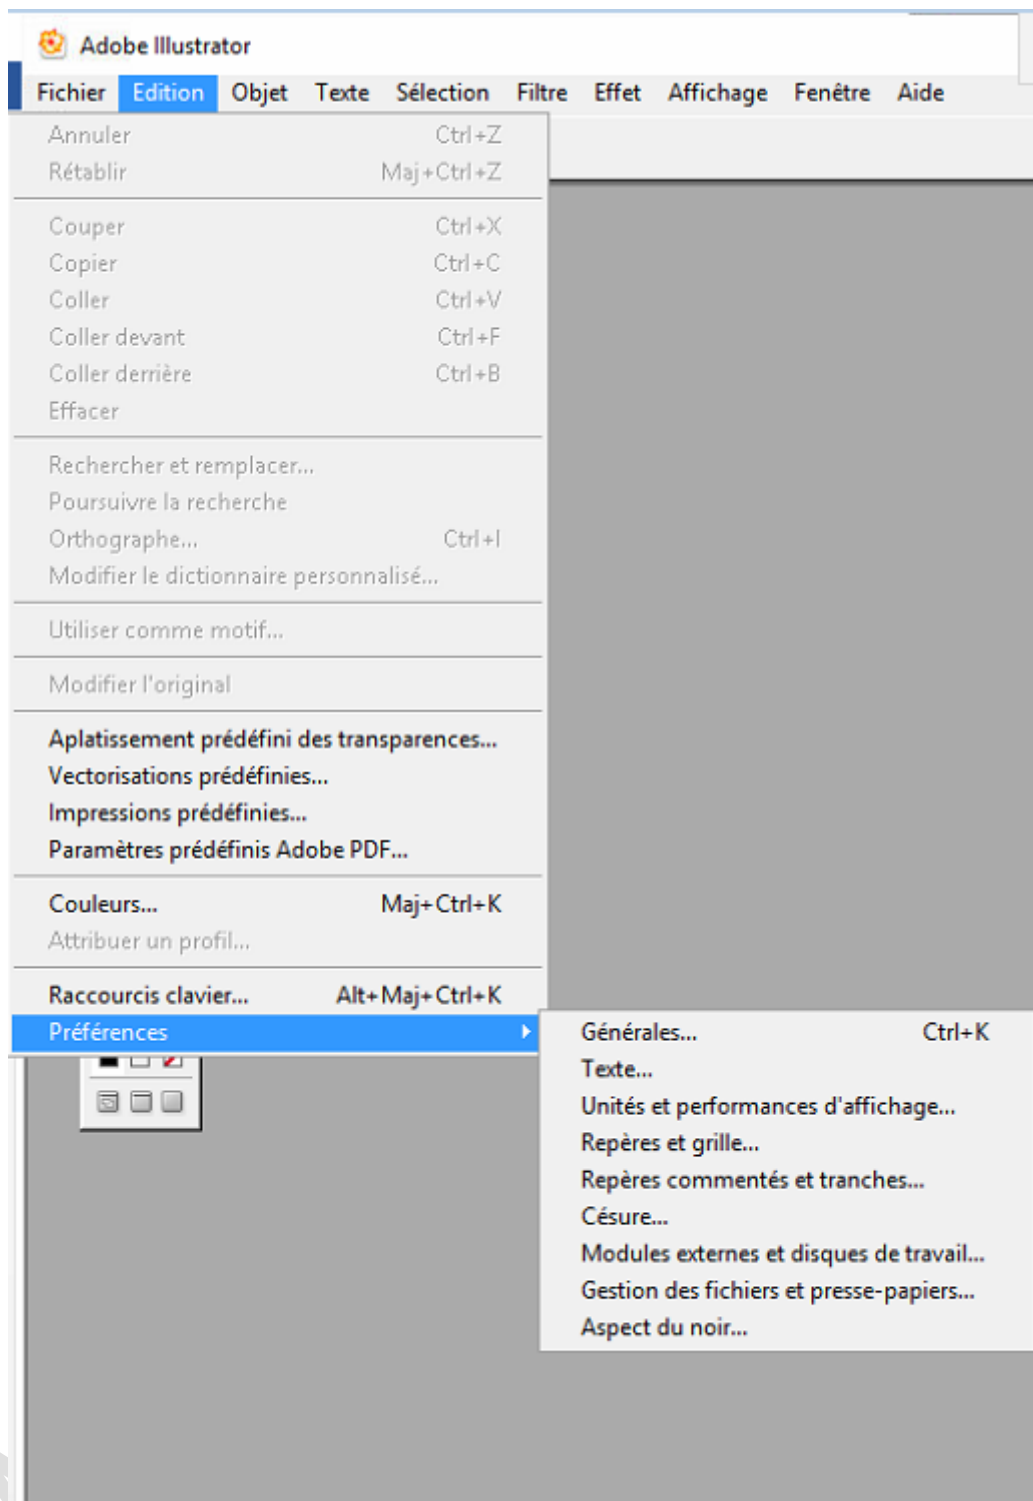 Adobe Illustrator
Fichier Edition Objet Texte Sélection Filtre Effet Affichage Fenêtre Aide
Annuler Ctrl+Z
Rétablir Maj+Ctrl+Z
Couper Ctrl+X
Copier Ctrl+C
Coller Ctrl+V
Coller devant Ctrl+F
Coller derrière Ctrl+B
Effacer
Rechercher et remplacer...
Poursuivre la recherche
Orthographe... Ctrl+I
Modifier le dictionnaire personnalisé...
Utiliser comme motif...
Modifier l'original
Aplatissement prédéfini des transparences...
Vectorisations prédéfinies...
Impressions prédéfinies...
Paramètres prédéfinis Adobe PDF...
Couleurs... Maj+Ctrl+K
Attribuer un profil...
Raccourcis clavier... Alt+Maj+Ctrl+K
Préférences
Générales... Ctrl+K
Texte...
Unités et performances d'affichage...
Repères et grille...
Repères commentés et tranches...
Césure...
Modules externes et disques de travail...
Gestion des fichiers et presse-papiers...
Aspect du noir...